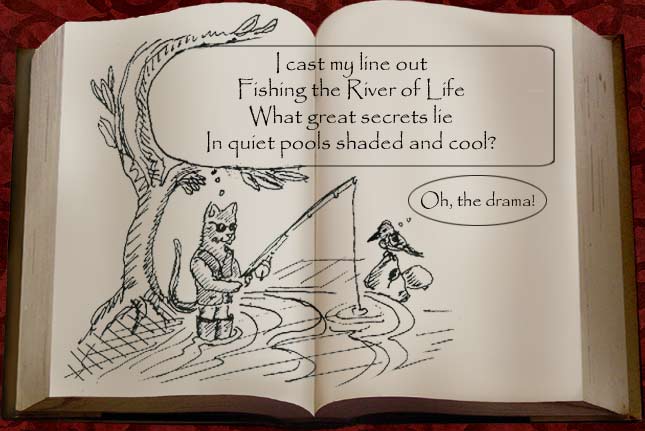 I cast my line out
Fishing the River of Life
What great secrets lie
In quiet pools shaded and cool?
Oh, the drama!